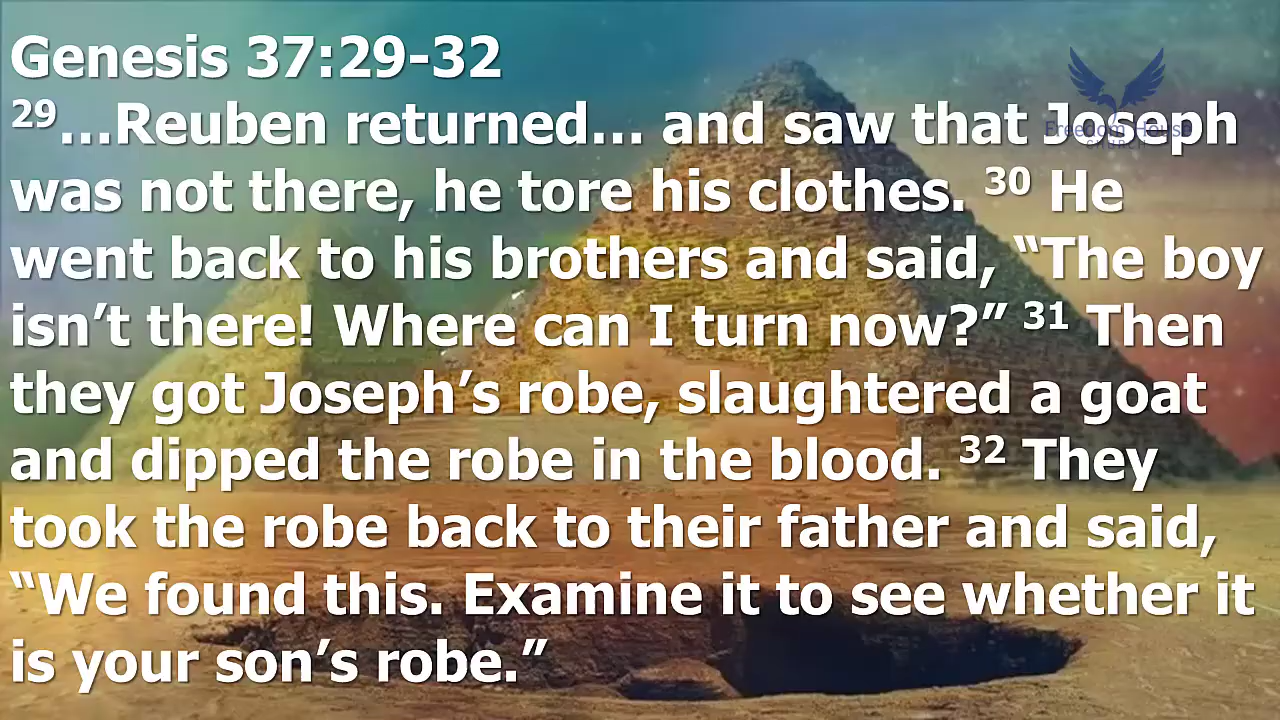 Genesis 37:29-32
29…Reuben returned… and saw that Joseph
was not there, he tore his clothes. 30 He
went back to his brothers and said, “The boy
isn’t there! Where can I turn now?” 31 Then
they got Joseph’s robe, slaughtered a goat
and dipped the robe in the blood. 32 They
took the robe back to their father and said,
“We found this. Examine it to see whether it
is your son’s robe.”
Freedom House
CHURCH